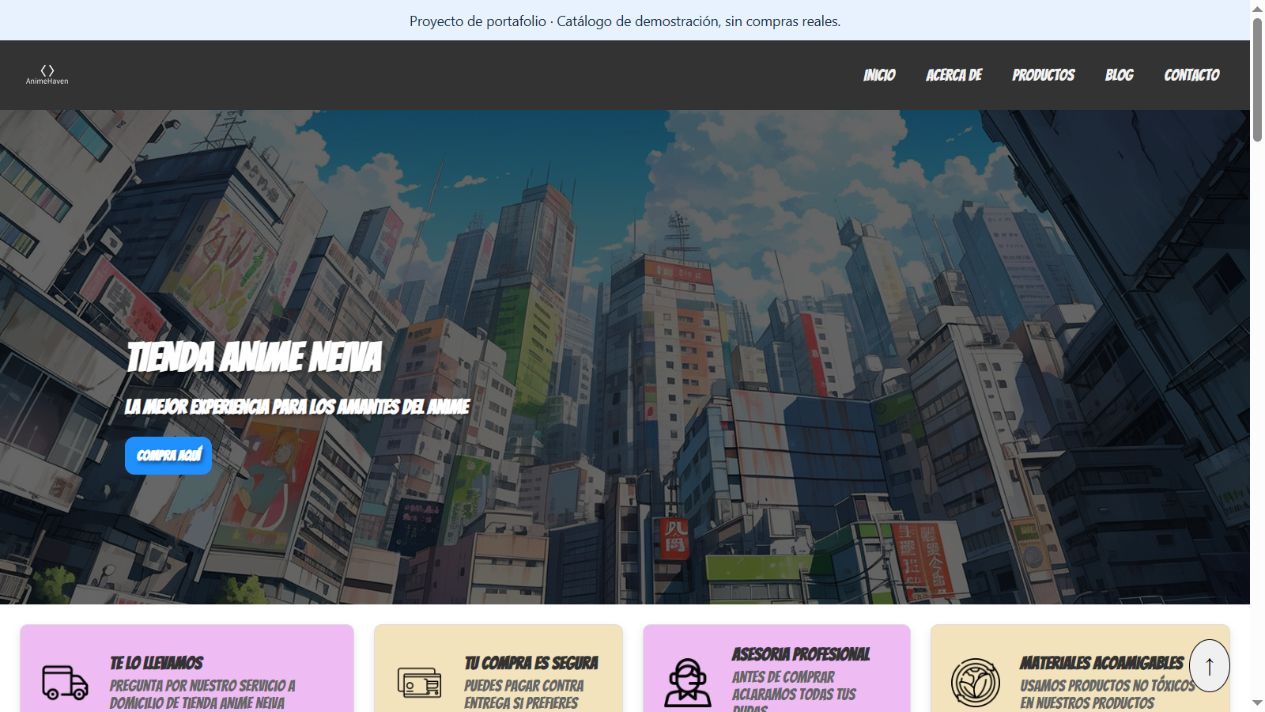 Proyecto de portafolio · Catálogo de demostración, sin compras reales.
AnimeHaven
INICIO
ACERCA DE
PRODUCTOS
BLOG
CONTACTO
TIENDA ANIME NEIVA
LA MEJOR EXPERIENCIA PARA LOS AMANTES DEL ANIME
COMPRA AQUÍ
TE LO LLEVAMOS
PREGUNTA POR NUESTRO SERVICIO A
DOMICILIO DE TIENDA ANIME NEIVA
TU COMPRA ES SEGURA
PUEDES PAGAR CONTRA
ENTREGA SI PREFIERES
ASESORIA PROFESIONAL
ANTES DE COMPRAR
ACLARAMOS TODAS TUS
DUDAS
MATERIALES ACOAMIGABLES
USAMOS PRODUCTOS NO TÓXICOS
EN NUESTROS PRODUCTOS
↑